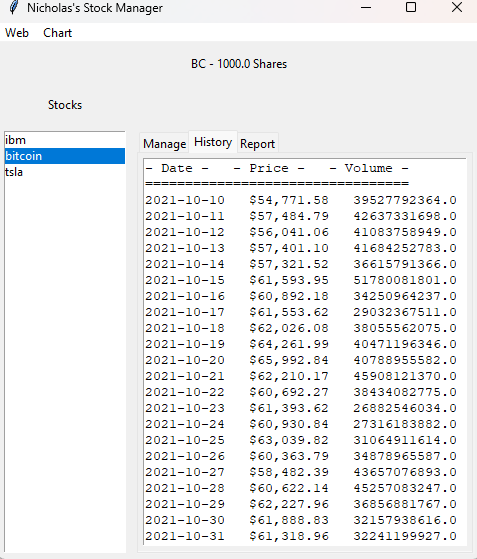 Nicholas's Stock Manager
Web Chart
BC - 1000.0 Shares
Stocks
ibm
bitcoin
tsla
Manage History Report
- Date - - Price - - Volume -
=================================
2021-10-10 $54,771.58 39527792364.0
2021-10-11 $57,484.79 42637331698.0
2021-10-12 $56,041.06 41083758949.0
2021-10-13 $57,401.10 41684252783.0
2021-10-14 $57,321.52 36615791366.0
2021-10-15 $61,593.95 51780081801.0
2021-10-16 $60,892.18 34250964237.0
2021-10-17 $61,553.62 29032367511.0
2021-10-18 $62,026.08 38055562075.0
2021-10-19 $64,261.99 40471196346.0
2021-10-20 $65,992.84 40788955582.0
2021-10-21 $62,210.17 45908121370.0
2021-10-22 $60,692.27 38434082775.0
2021-10-23 $61,393.62 26882546034.0
2021-10-24 $60,930.84 27316183882.0
2021-10-25 $63,039.82 31064911614.0
2021-10-26 $60,363.79 34878965587.0
2021-10-27 $58,482.39 43657076893.0
2021-10-28 $60,622.14 45257083247.0
2021-10-29 $62,227.96 36856881767.0
2021-10-30 $61,888.83 32157938616.0
2021-10-31 $61,318.96 32241199927.0